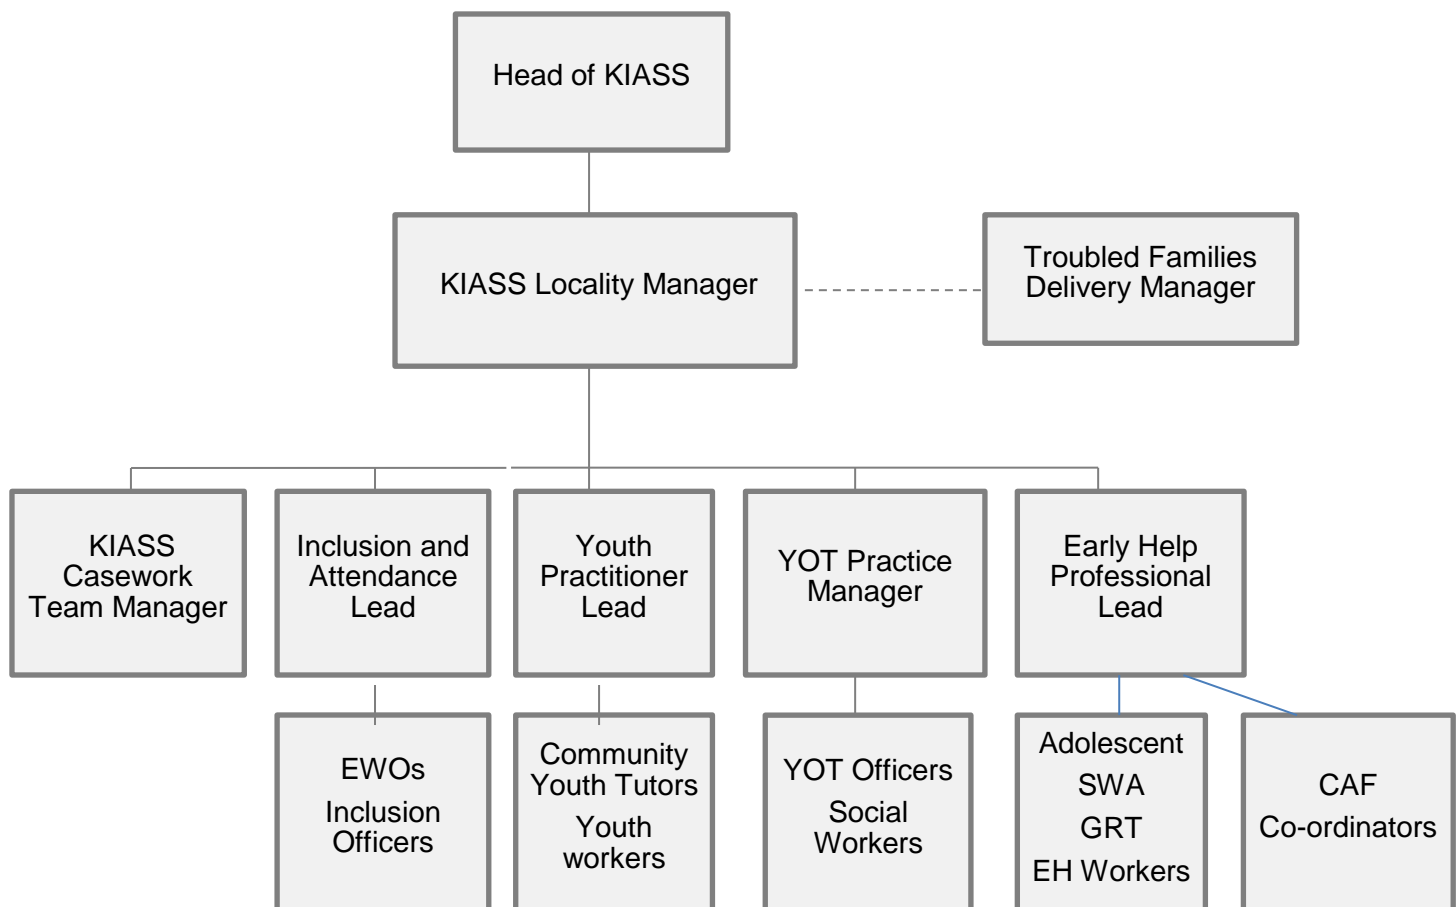 Head of KIASS
KIASS Locality Manager
Troubled Families
Delivery Manager
KIASS
Casework
Team Manager
Inclusion and
Attendance
Lead
Youth
Practitioner
Lead
YOT Practice
Manager
Early Help
Professional
Lead
EWOs
Inclusion
Officers
Community
Youth Tutors
Youth
workers
YOT Officers
Social
Workers
Adolescent
SWA
GRT
EH Workers
CAF
Co-ordinators